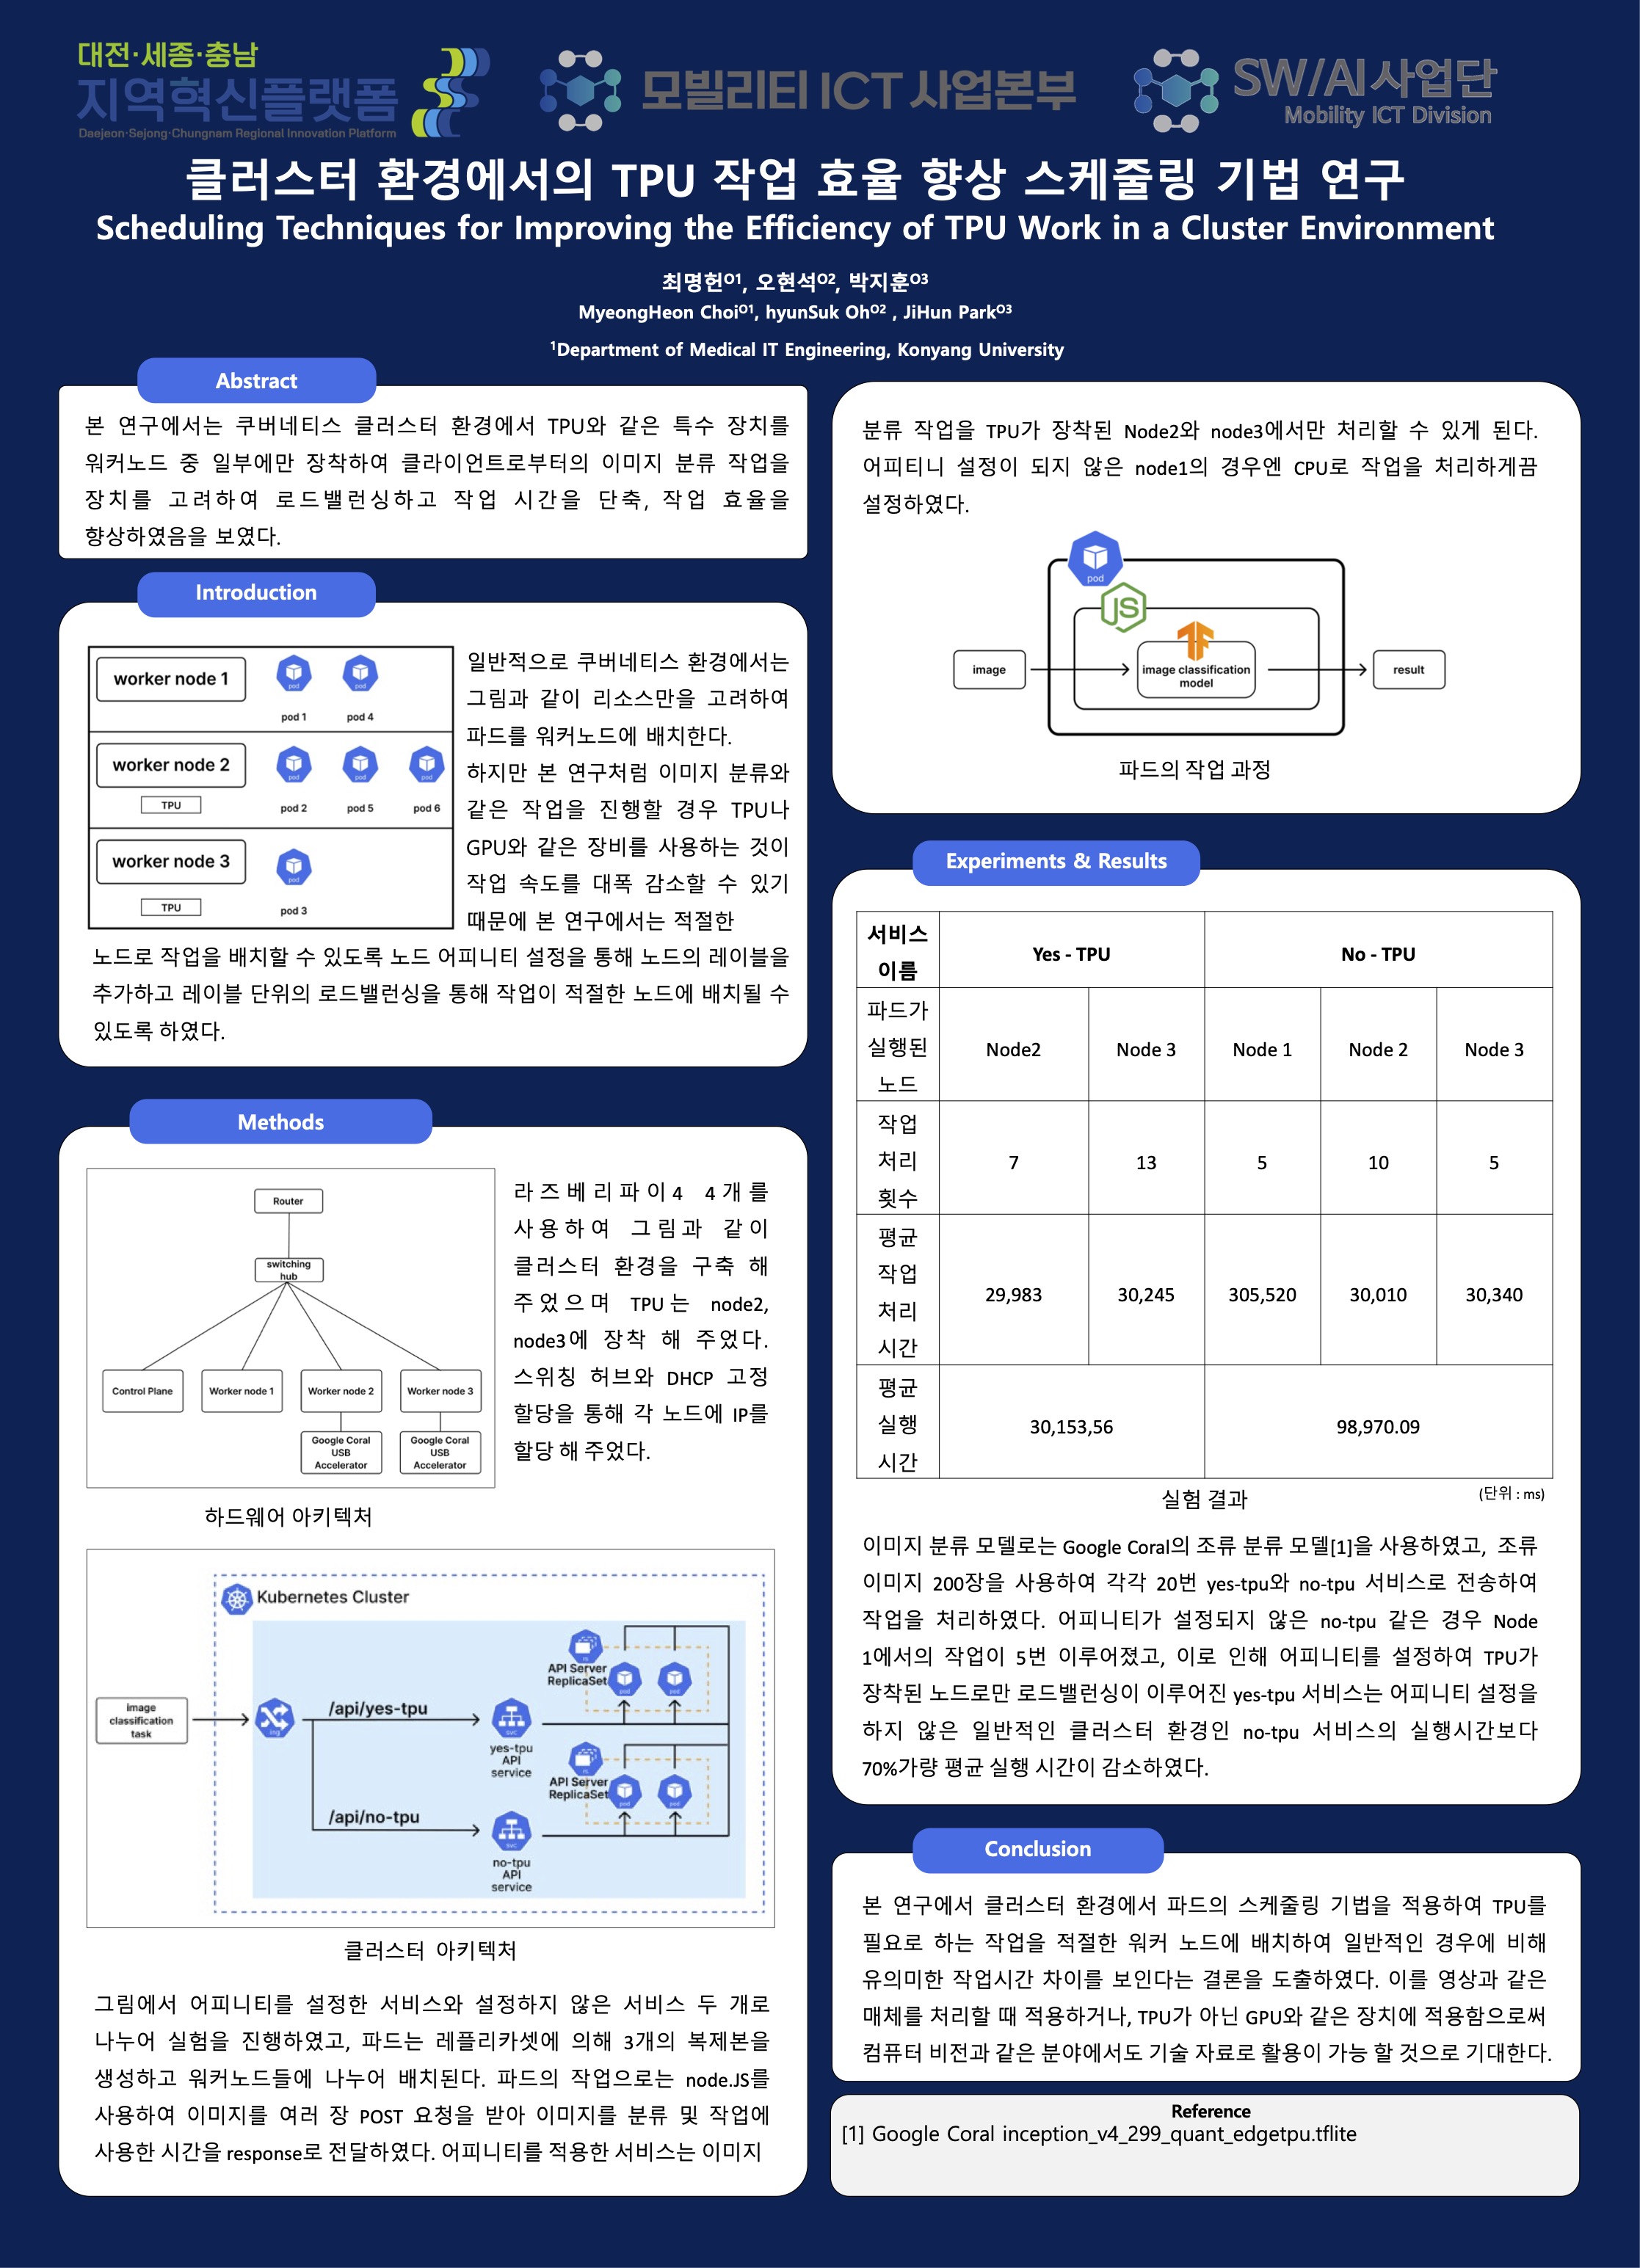 대전·세종·충남
지역혁신플랫폼
Daejeon·Sejong·Chungnam Regional Innovation Platform
모빌리티 ICT 사업본부
SW/AI사업단
Mobility ICT Division
클러스터 환경에서의 TPU 작업 효율 향상 스케줄링 기법 연구
Scheduling Techniques for Improving the Efficiency of TPU Work in a Cluster Environment
최명헌O1, 오현석O2, 박지훈O3
MyeongHeon ChoiO1, hyunSuk OhO2 , JiHun ParkO3
1Department of Medical IT Engineering, Konyang University
Abstract
본 연구에서는 쿠버네티스 클러스터 환경에서 TPU와 같은 특수 장치를
워커노드 중 일부에만 장착하여 클라이언트로부터의 이미지 분류 작업을
장치를 고려하여 로드밸런싱하고 작업 시간을 단축, 작업 효율을
향상하였음을 보였다.
Introduction
worker node 1
pod
pod
pod 1
pod 4
worker node 2
TPU
pod
pod
pod
pod 2
pod 5
pod 6
worker node 3
TPU
pod
pod 3
일반적으로 쿠버네티스 환경에서는
그림과 같이 리소스만을 고려하여
파드를 워커노드에 배치한다.
하지만 본 연구처럼 이미지 분류와
같은 작업을 진행할 경우 TPU나
GPU와 같은 장비를 사용하는 것이
작업 속도를 대폭 감소할 수 있기
때문에 본 연구에서는 적절한
노드로 작업을 배치할 수 있도록 노드 어피니티 설정을 통해 노드의 레이블을
추가하고 레이블 단위의 로드밸런싱을 통해 작업이 적절한 노드에 배치될 수
있도록 하였다.
Methods
Router
switching
hub
Control Plane
Worker node 1
Worker node 2
Worker node 3
Google Coral
USB
Accelerator
Google Coral
USB
Accelerator
하드웨어 아키텍처
라즈베리파이4 4개를
사용하여 그림과 같이
클러스터 환경을 구축 해
주었으며 TPU는 node2,
node3에 장착 해 주었다.
스위칭 허브와 DHCP 고정
할당을 통해 각 노드에 IP를
할당 해 주었다.
Kubernetes Cluster
image
classification
task
ing
/api/yes-tpu
/api/no-tpu
svc
yes-tpu
API
service
svc
no-tpu
API
service
rs
API Server
ReplicaSet
pod
pod
rs
API Server
ReplicaSet
pod
pod
클러스터 아키텍처
그림에서 어피니티를 설정한 서비스와 설정하지 않은 서비스 두 개로
나누어 실험을 진행하였고, 파드는 레플리카셋에 의해 3개의 복제본을
생성하고 워커노드들에 나누어 배치된다. 파드의 작업으로는 node.JS를
사용하여 이미지를 여러 장 POST 요청을 받아 이미지를 분류 및 작업에
사용한 시간을 response로 전달하였다. 어피니티를 적용한 서비스는 이미지
분류 작업을 TPU가 장착된 Node2와 node3에서만 처리할 수 있게 된다.
어피티니 설정이 되지 않은 node1의 경우엔 CPU로 작업을 처리하게끔
설정하였다.
pod
JS
image
image classification
model
result
파드의 작업 과정
Experiments & Results
서비스
이름
Yes - TPU
No - TPU
파드가
실행된
노드
Node2
Node 3
Node 1
Node 2
Node 3
작업
처리
횟수
7
13
5
10
5
평균
작업
처리
시간
29,983
30,245
305,520
30,010
30,340
평균
실행
시간
30,153,56
98,970.09
실험 결과
(단위 : ms)
이미지 분류 모델로는 Google Coral의 조류 분류 모델[1]을 사용하였고, 조류
이미지 200장을 사용하여 각각 20번 yes-tpu와 no-tpu 서비스로 전송하여
작업을 처리하였다. 어피니티가 설정되지 않은 no-tpu 같은 경우 Node
1에서의 작업이 5번 이루어졌고, 이로 인해 어피니티를 설정하여 TPU가
장착된 노드로만 로드밸런싱이 이루어진 yes-tpu 서비스는 어피니티 설정을
하지 않은 일반적인 클러스터 환경인 no-tpu 서비스의 실행시간보다
70%가량 평균 실행 시간이 감소하였다.
Conclusion
본 연구에서 클러스터 환경에서 파드의 스케줄링 기법을 적용하여 TPU를
필요로 하는 작업을 적절한 워커 노드에 배치하여 일반적인 경우에 비해
유의미한 작업시간 차이를 보인다는 결론을 도출하였다. 이를 영상과 같은
매체를 처리할 때 적용하거나, TPU가 아닌 GPU와 같은 장치에 적용함으로써
컴퓨터 비전과 같은 분야에서도 기술 자료로 활용이 가능 할 것으로 기대한다.
Reference
[1] Google Coral inception_v4_299_quant_edgetpu.tflite